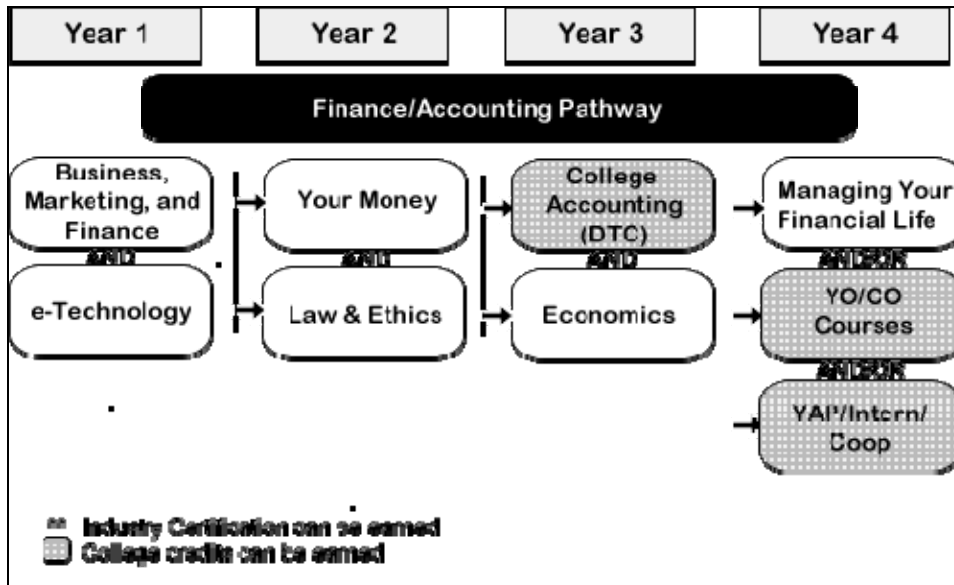 Year 1
Year 2
Year 3
Year 4
Finance/Accounting Pathway
Business,
Marketing, and
Finance
AND
e-Technology
Your Money
AND
Law & Ethics
College
Accounting
(DTC)
AND
Economics
Managing Your
Financial Life
AND/OR
YO/CO
Courses
AND/OR
YAP/Intern/
Coop
Industry Certification can be earned
College credits can be earned